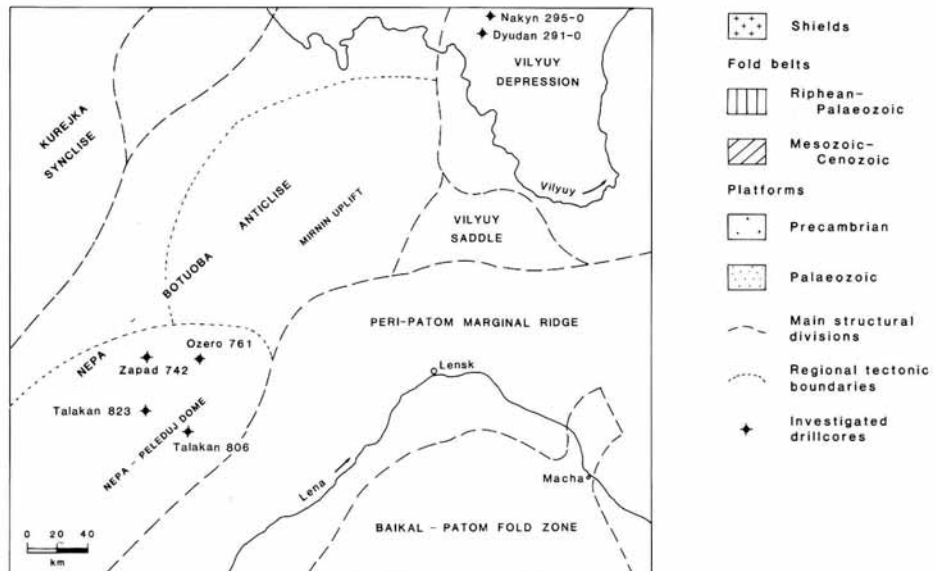 Nakyn 295-0
Dyudan 291-0
VILYUY
DEPRESSION
KUREJKA
SYNCLISE
BOTUOBA ANTICLISE
MIRNIN UPLIFT
Vilyuy
VILYUY
SADDLE
PERI-PATOM MARGINAL RIDGE
NEPA
Ozero 761
Zapad 742
Talakan 823
NEPA - PELEDUJ DOME
Talakan 806
Lensk
Lena
Macha
BAIKAL - PATOM FOLD ZONE
0 20 40
km
Shields
Fold belts
Riphean-
Palaeozoic
Mesozoic-
Cenozoic
Platforms
Precambrian
Palaeozoic
Main structural
divisions
Regional tectonic
boundaries
Investigated
drillcores